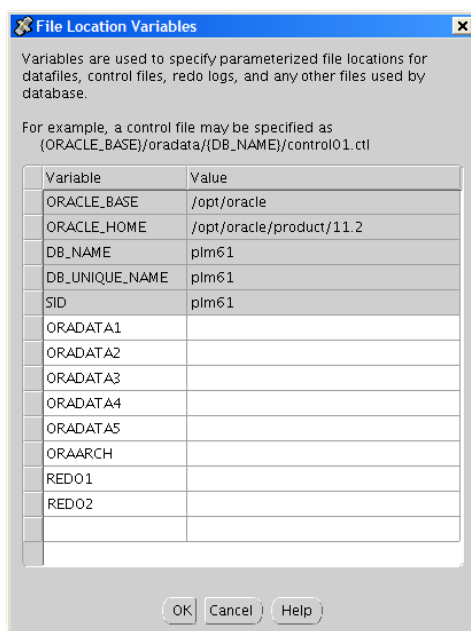 File Location Variables
Variables are used to specify parameterized file locations for
datafiles, control files, redo logs, and any other files used by
database.
For example, a control file may be specified as
{ORACLE_BASE}/oradata/{DB_NAME}/control01.ctl
Variable Value
ORACLE_BASE /opt/oracle
ORACLE_HOME /opt/oracle/product/11.2
DB_NAME plm61
DB_UNIQUE_NAME plm61
SID plm61
ORADATA1
ORADATA2
ORADATA3
ORADATA4
ORADATA5
ORAARCH
REDO1
REDO2
OK Cancel Help